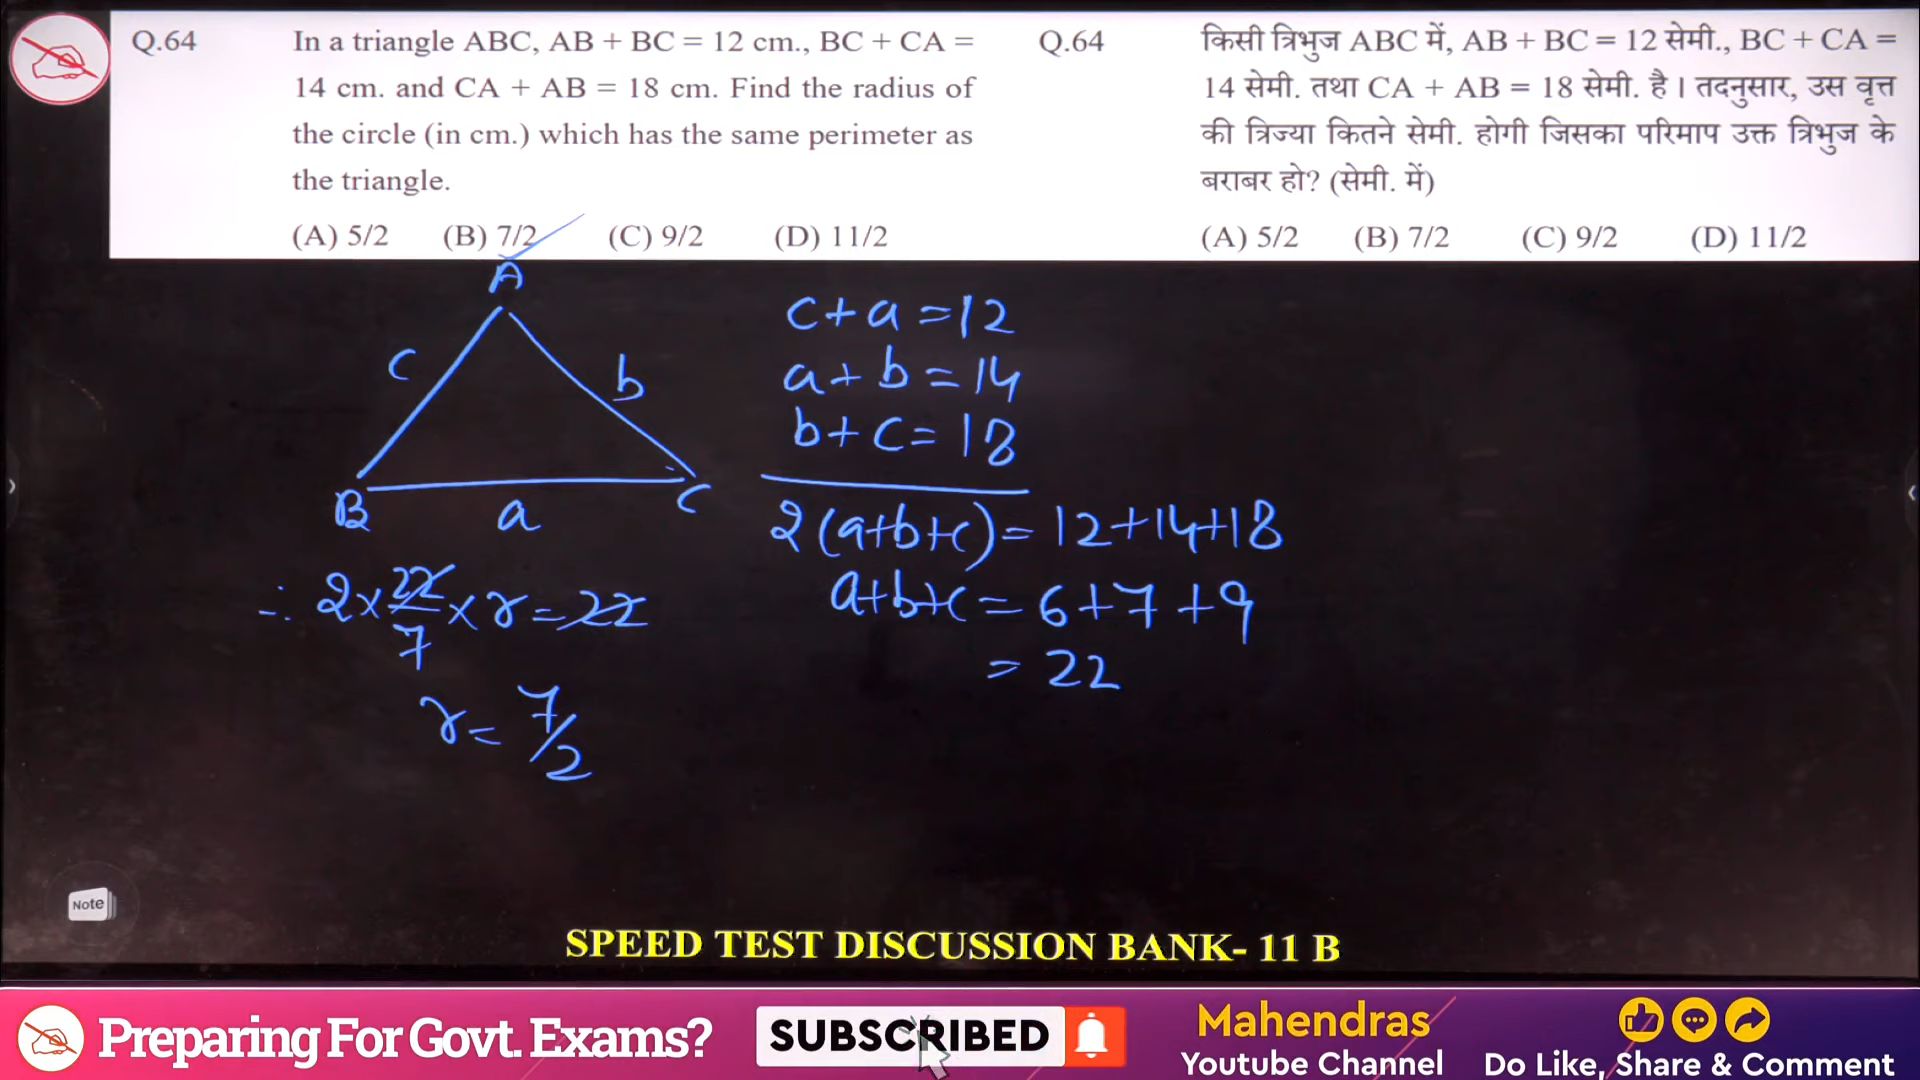 Q.64
In a triangle ABC, AB + BC = 12 cm., BC + CA =
14 cm. and CA + AB = 18 cm. Find the radius of
the circle (in cm.) which has the same perimeter as
the triangle.
(A) 5/2 (B) 7/2 (C) 9/2 (D) 11/2
Q.64
किसी त्रिभुज ABC में, AB + BC = 12 सेमी., BC + CA =
14 सेमी. तथा CA + AB = 18 सेमी. है। तदनुसार, उस वृत्त
की त्रिज्या कितने सेमी. होगी जिसका परिमाप उक्त त्रिभुज के
बराबर हो? (सेमी. में)
(A) 5/2 (B) 7/2 (C) 9/2 (D) 11/2
A
c
b
B
a
C
c+a=12
a+b=14
b+c=18
2(a+b+c)=12+14+18
a+b+c=6+7+9
=22
∴ 2×22/7×r=22
r=7/2
Note
SPEED TEST DISCUSSION BANK- 11 B
Preparing For Govt. Exams?
SUBSCRIBED
Mahendras
Youtube Channel
Do Like, Share & Comment